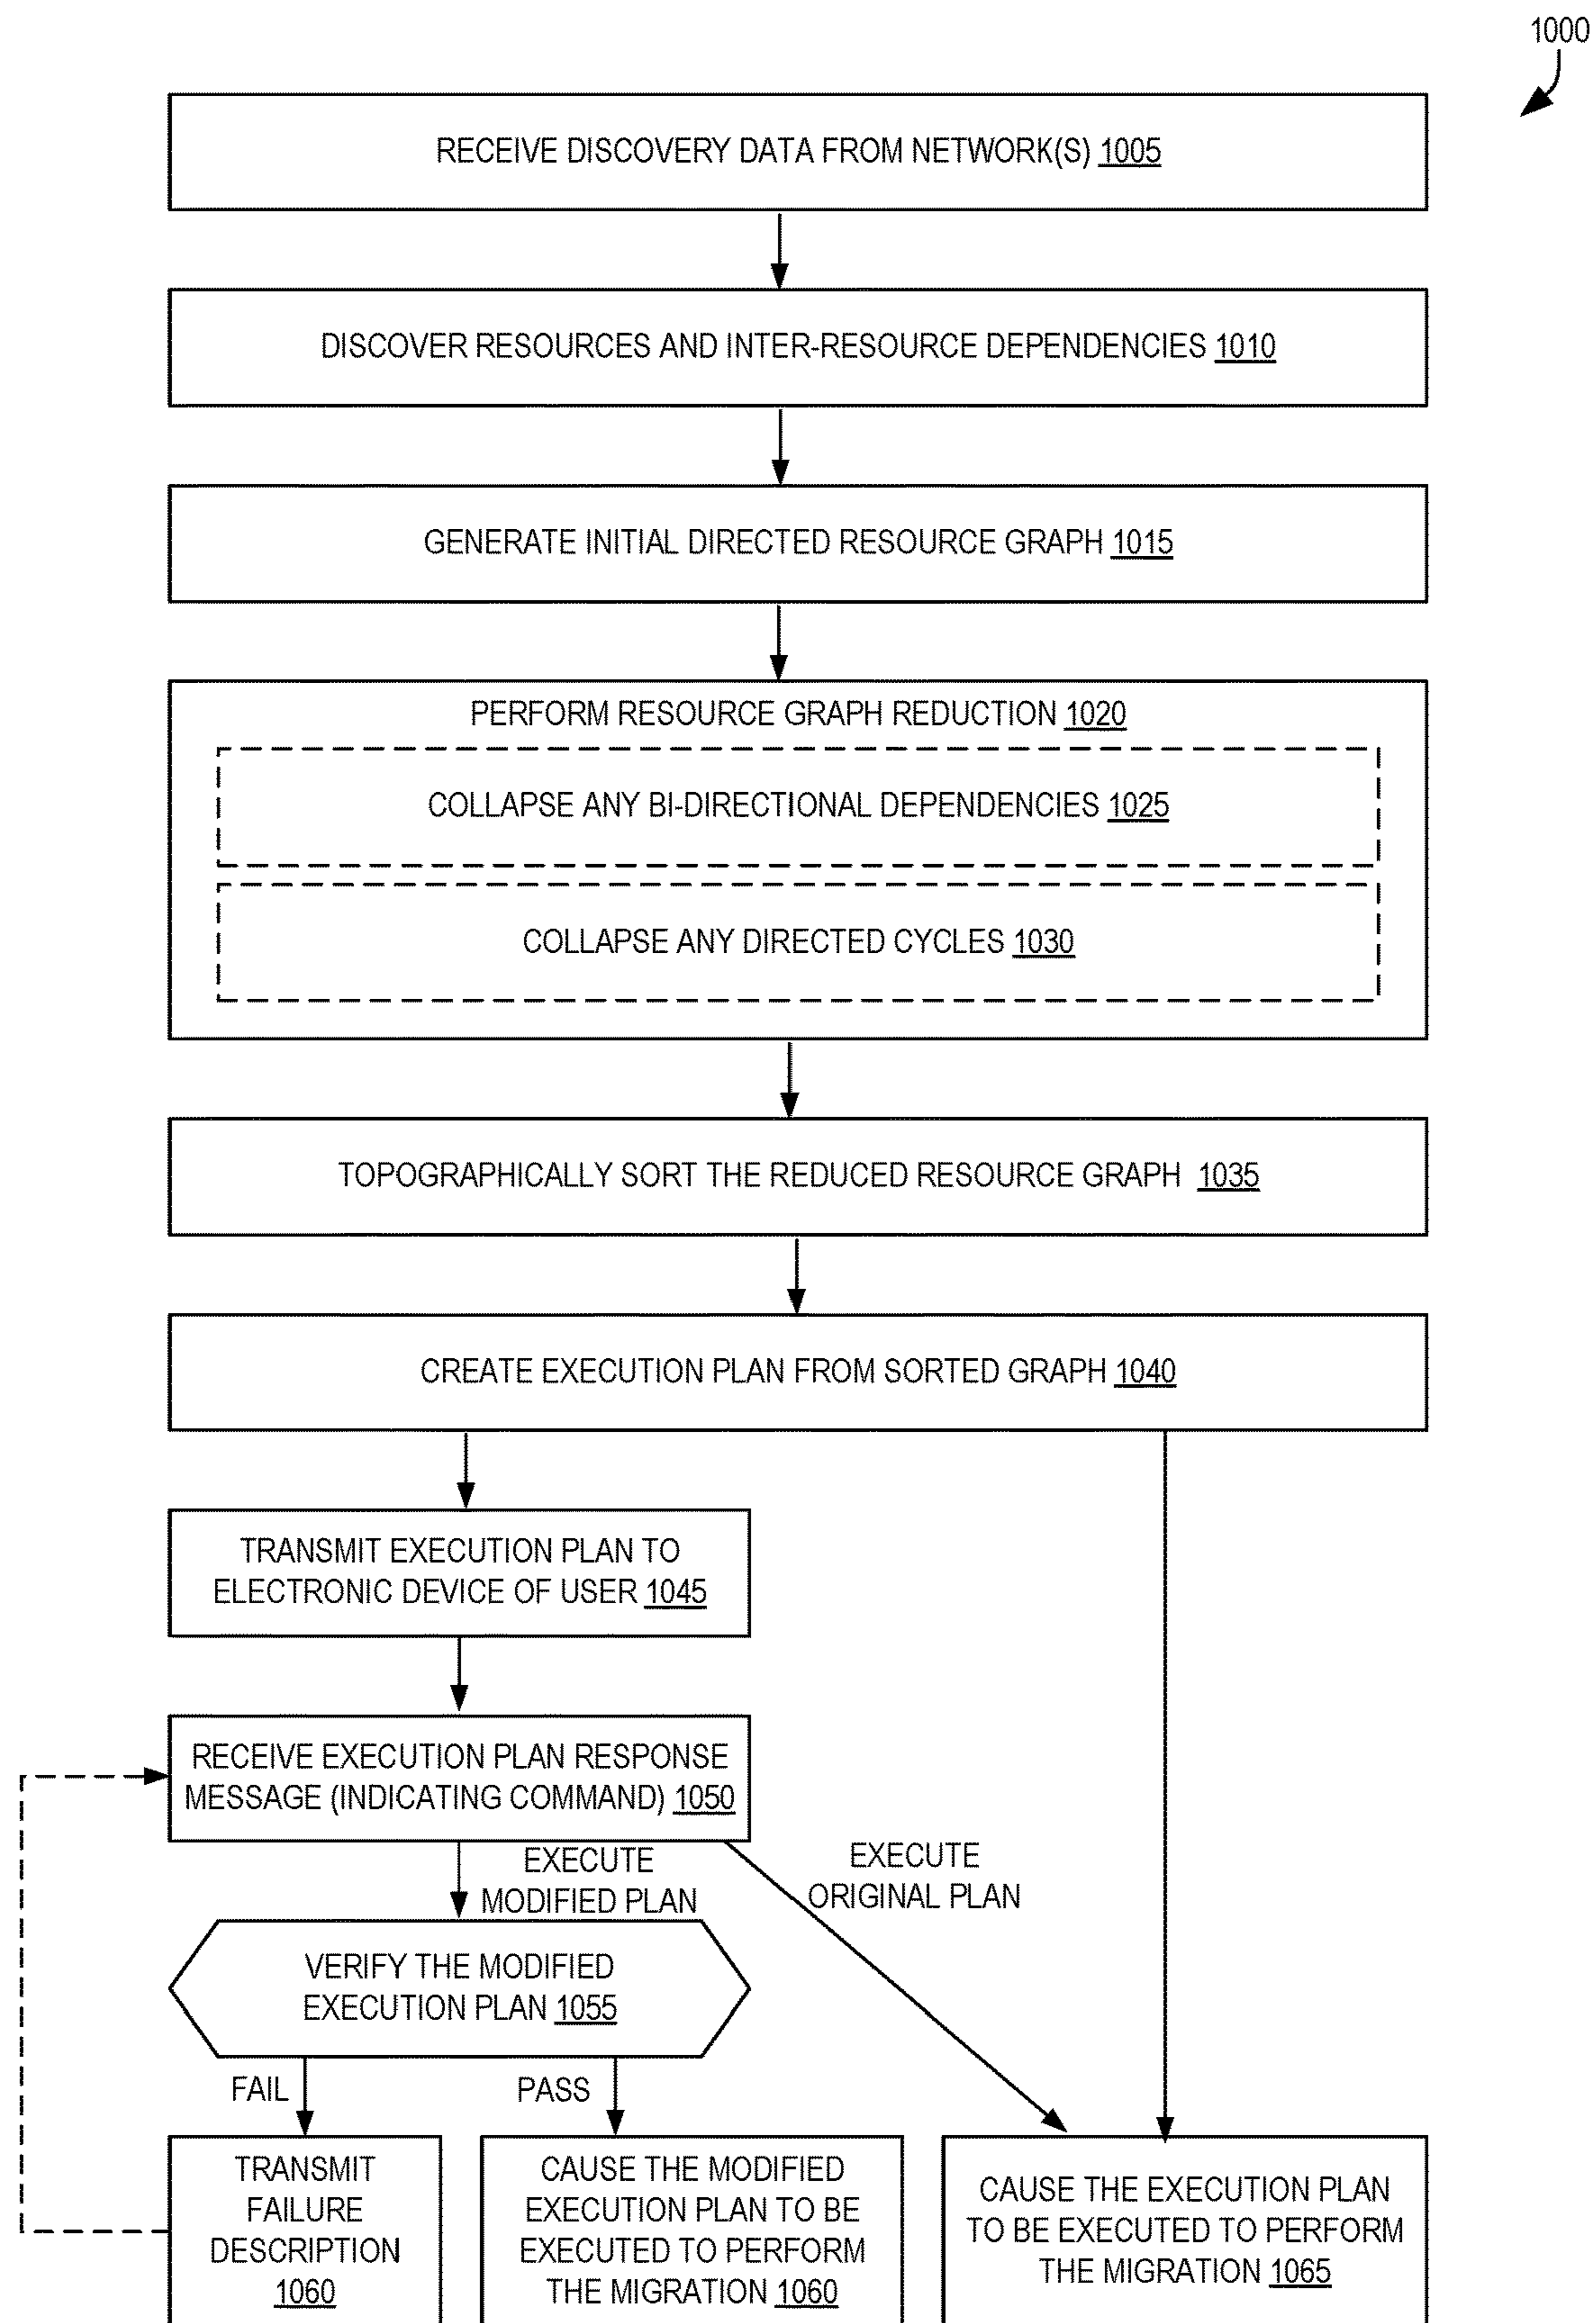 1000
RECEIVE DISCOVERY DATA FROM NETWORK(S) 1005
DISCOVER RESOURCES AND INTER-RESOURCE DEPENDENCIES 1010
GENERATE INITIAL DIRECTED RESOURCE GRAPH 1015
PERFORM RESOURCE GRAPH REDUCTION 1020
COLLAPSE ANY BI-DIRECTIONAL DEPENDENCIES 1025
COLLAPSE ANY DIRECTED CYCLES 1030
TOPOGRAPHICALLY SORT THE REDUCED RESOURCE GRAPH 1035
CREATE EXECUTION PLAN FROM SORTED GRAPH 1040
TRANSMIT EXECUTION PLAN TO
ELECTRONIC DEVICE OF USER 1045
RECEIVE EXECUTION PLAN RESPONSE
MESSAGE (INDICATING COMMAND) 1050
EXECUTE
MODIFIED PLAN
EXECUTE
ORIGINAL PLAN
VERIFY THE MODIFIED
EXECUTION PLAN 1055
FAIL
PASS
TRANSMIT
FAILURE
DESCRIPTION
1060
CAUSE THE MODIFIED
EXECUTION PLAN TO BE
EXECUTED TO PERFORM
THE MIGRATION 1060
CAUSE THE EXECUTION PLAN
TO BE EXECUTED TO PERFORM
THE MIGRATION 1065